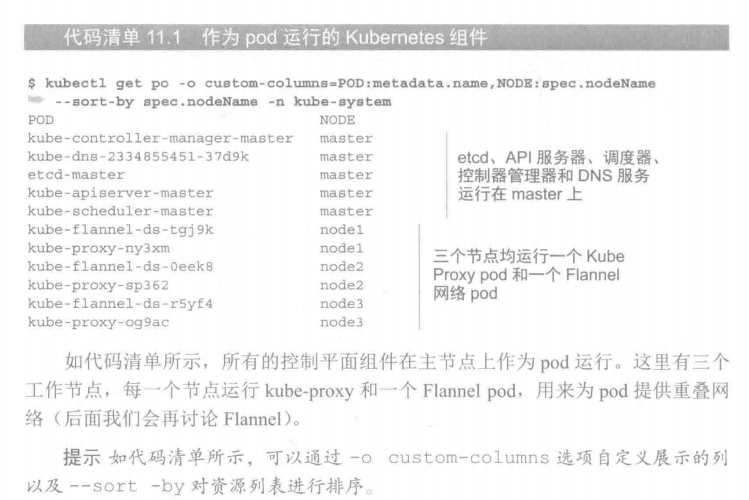 代码清单 11.1 作为 pod 运行的 Kubernetes 组件
$ kubectl get po -o custom-columns=POD:metadata.name,NODE:spec.nodeName
➥ --sort-by spec.nodeName -n kube-system
POD NODE
kube-controller-manager-master master
kube-dns-2334855451-37d9k master
etcd-master master
kube-apiserver-master master
kube-scheduler-master master
kube-flannel-ds-tgj9k node1
kube-proxy-ny3xm node1
kube-flannel-ds-0eek8 node2
kube-proxy-sp362 node2
kube-flannel-ds-r5yf4 node3
kube-proxy-og9ac node3
etcd、API 服务器、调度器、
控制器管理器和 DNS 服务
运行在 master 上
三个节点均运行一个 Kube
Proxy pod 和一个 Flannel
网络 pod
如代码清单所示，所有的控制平面组件在主节点上作为 pod 运行。这里有三个
工作节点，每一个节点运行 kube-proxy 和一个 Flannel pod，用来为 pod 提供重叠网
络（后面我们会再讨论 Flannel）。
提示 如代码清单所示，可以通过 -o custom-columns 选项自定义展示的列
以及 --sort -by 对资源列表进行排序。